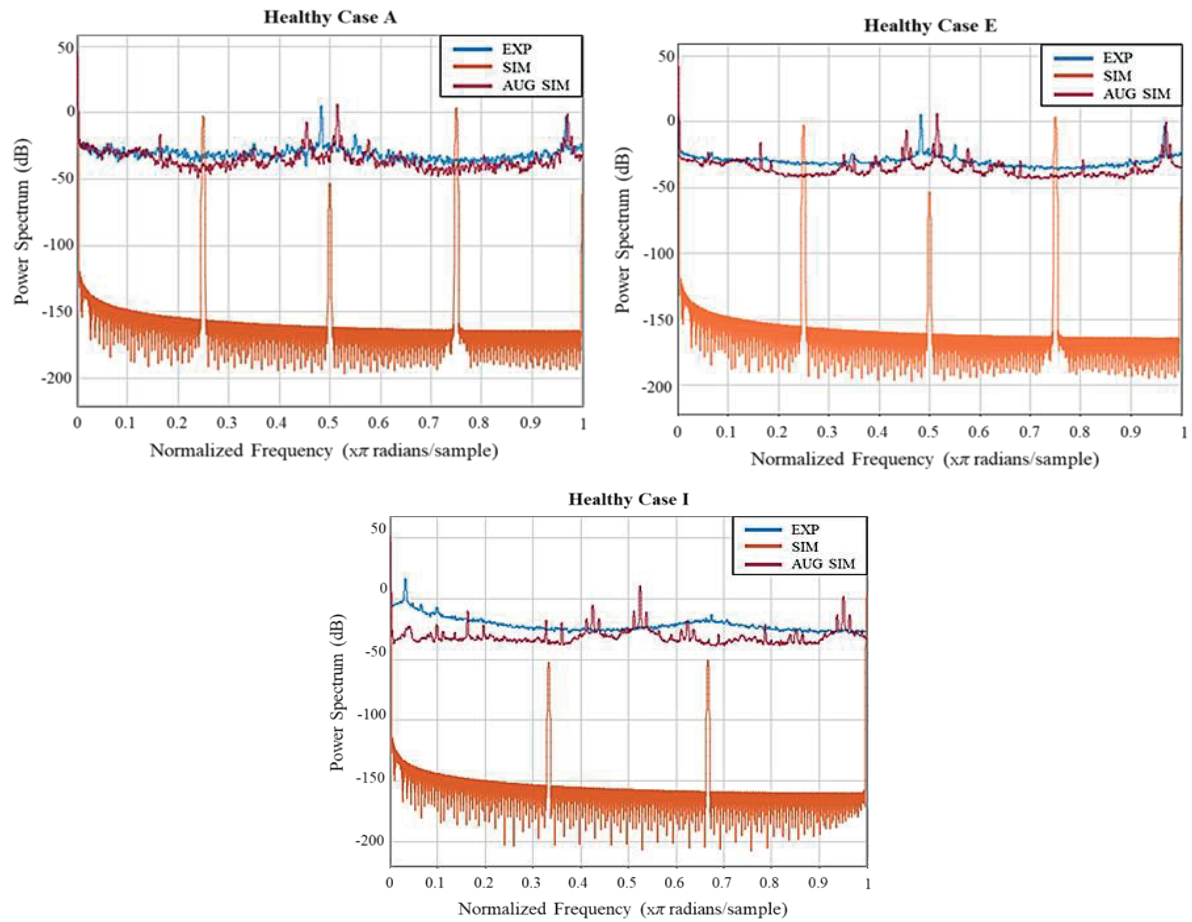 Healthy Case A
EXP
SIM
AUG SIM
50
0
-50
-100
-150
-200
Power Spectrum (dB)
0 0.1 0.2 0.3 0.4 0.5 0.6 0.7 0.8 0.9 1
Normalized Frequency (xπ radians/sample)
Healthy Case E
EXP
SIM
AUG SIM
50
0
-50
-100
-150
-200
Power Spectrum (dB)
0 0.1 0.2 0.3 0.4 0.5 0.6 0.7 0.8 0.9 1
Normalized Frequency (xπ radians/sample)
Healthy Case I
EXP
SIM
AUG SIM
50
0
-50
-100
-150
-200
Power Spectrum (dB)
0 0.1 0.2 0.3 0.4 0.5 0.6 0.7 0.8 0.9 1
Normalized Frequency (xπ radians/sample)